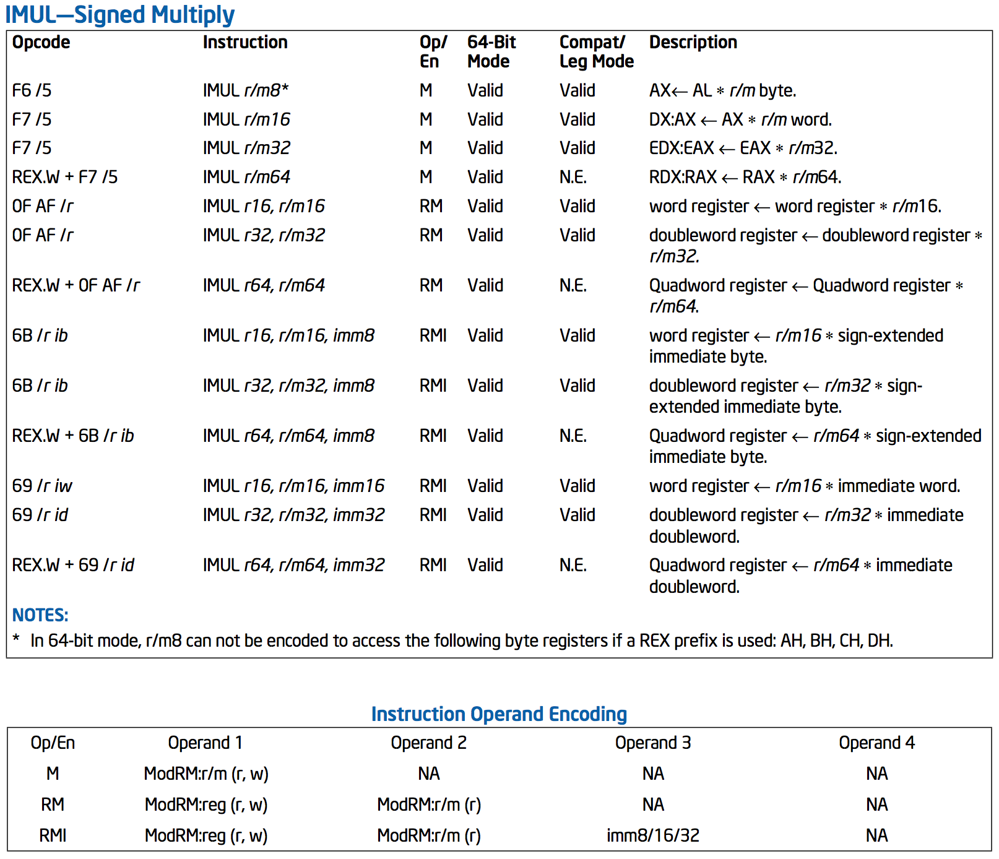 IMUL—Signed Multiply
Opcode Instruction Op/ 64-Bit Compat/ Description
En Mode Leg Mode
F6 /5 IMUL r/m8* M Valid Valid AX← AL ∗ r/m byte.
F7 /5 IMUL r/m16 M Valid Valid DX:AX ← AX ∗ r/m word.
F7 /5 IMUL r/m32 M Valid Valid EDX:EAX ← EAX ∗ r/m32.
REX.W + F7 /5 IMUL r/m64 M Valid N.E. RDX:RAX ← RAX ∗ r/m64.
0F AF /r IMUL r16, r/m16 RM Valid Valid word register ← word register ∗ r/m16.
0F AF /r IMUL r32, r/m32 RM Valid Valid doubleword register ← doubleword register ∗
r/m32.
REX.W + 0F AF /r IMUL r64, r/m64 RM Valid N.E. Quadword register ← Quadword register ∗
r/m64.
6B /r ib IMUL r16, r/m16, imm8 RMI Valid Valid word register ← r/m16 ∗ sign-extended
immediate byte.
6B /r ib IMUL r32, r/m32, imm8 RMI Valid Valid doubleword register ← r/m32 ∗ sign-
extended immediate byte.
REX.W + 6B /r ib IMUL r64, r/m64, imm8 RMI Valid N.E. Quadword register ← r/m64 ∗ sign-extended
immediate byte.
69 /r iw IMUL r16, r/m16, imm16 RMI Valid Valid word register ← r/m16 ∗ immediate word.
69 /r id IMUL r32, r/m32, imm32 RMI Valid Valid doubleword register ← r/m32 ∗ immediate
doubleword.
REX.W + 69 /r id IMUL r64, r/m64, imm32 RMI Valid N.E. Quadword register ← r/m64 ∗ immediate
doubleword.
NOTES:
* In 64-bit mode, r/m8 can not be encoded to access the following byte registers if a REX prefix is used: AH, BH, CH, DH.
Instruction Operand Encoding
Op/En Operand 1 Operand 2 Operand 3 Operand 4
M ModRM:r/m (r, w) NA NA NA
RM ModRM:reg (r, w) ModRM:r/m (r) NA NA
RMI ModRM:reg (r, w) ModRM:r/m (r) imm8/16/32 NA